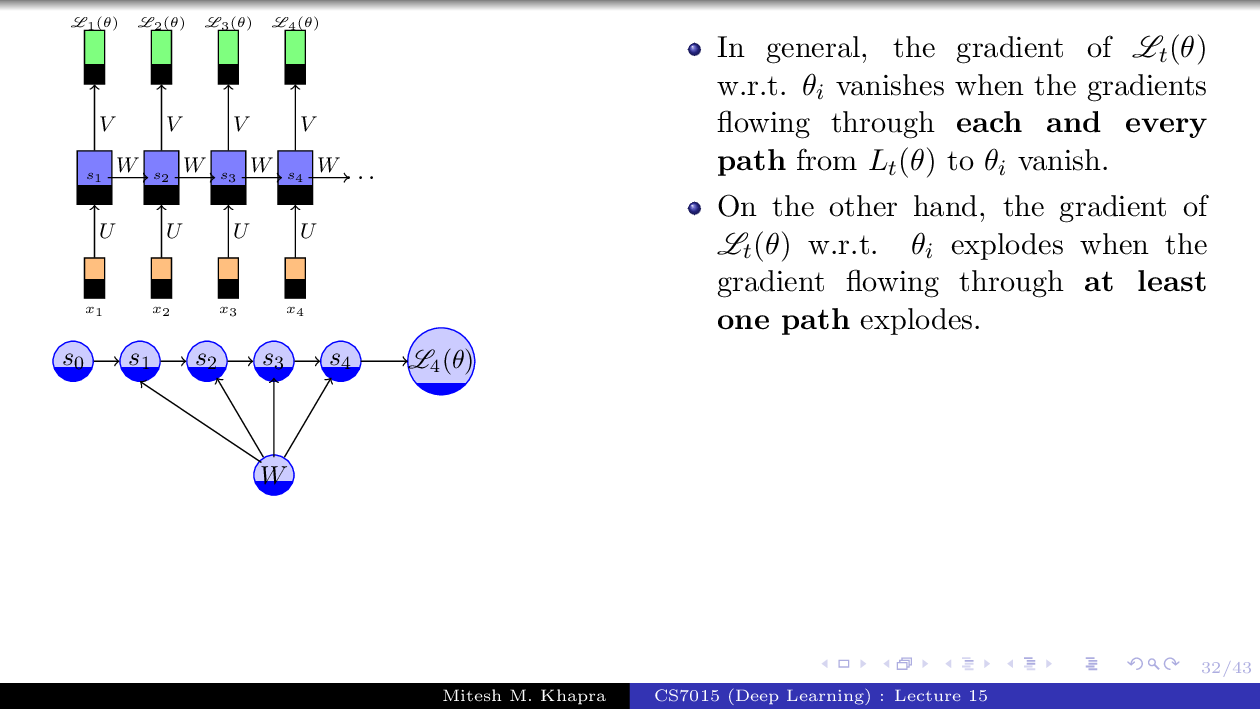 ℒ₁(θ) ℒ₂(θ) ℒ₃(θ) ℒ₄(θ)
V V V V
W W W W
s₁ s₂ s₃ s₄ . .
U U U U
x₁ x₂ x₃ x₄
s₀ s₁ s₂ s₃ s₄ ℒ₄(θ)
W
In general, the gradient of ℒₜ(θ)
w.r.t. θᵢ vanishes when the gradients
flowing through each and every
path from Lₜ(θ) to θᵢ vanish.
On the other hand, the gradient of
ℒₜ(θ) w.r.t. θᵢ explodes when the
gradient flowing through at least
one path explodes.
32/43
Mitesh M. Khapra
CS7015 (Deep Learning) : Lecture 15